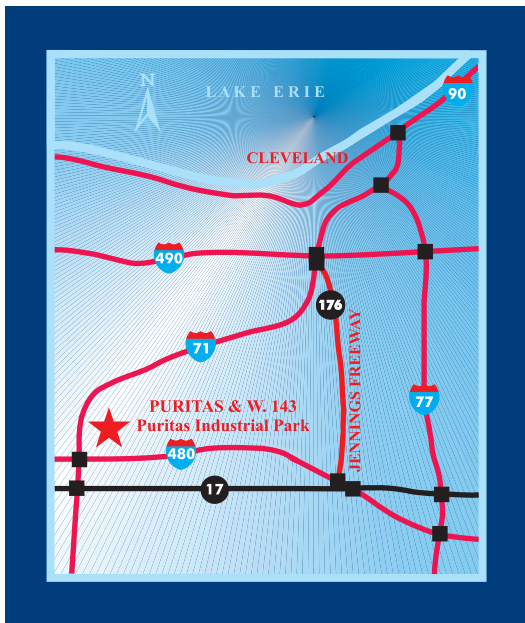 N
LAKE ERIE
90
CLEVELAND
490
176
71
JENNINGS FREEWAY
77
PURITAS & W. 143
Puritas Industrial Park
480
17